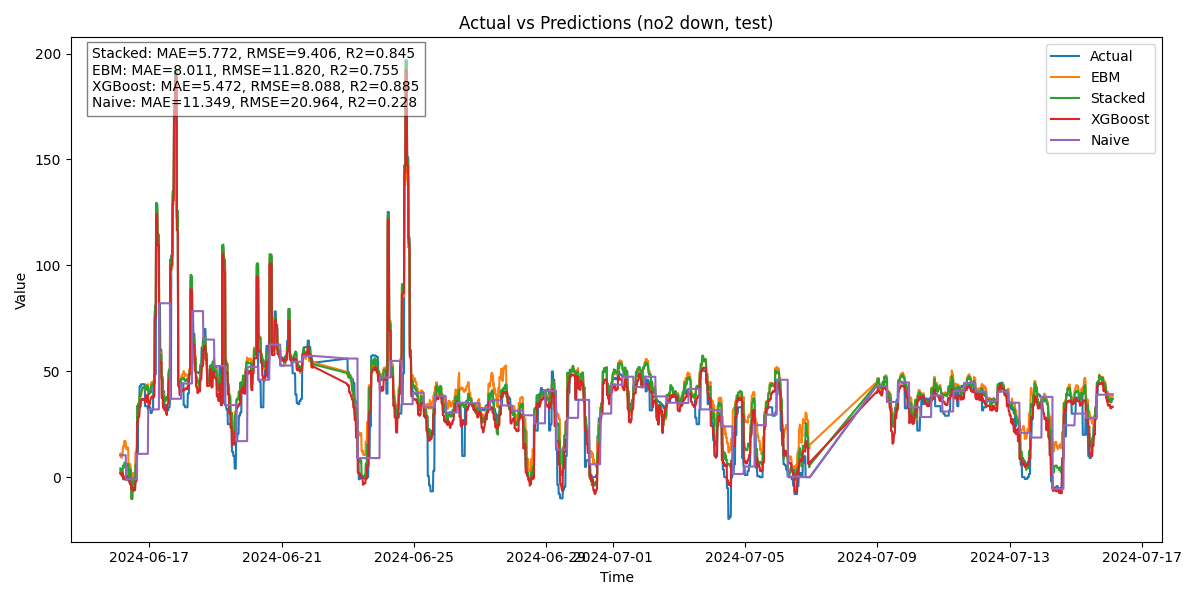 Actual vs Predictions (no2 down, test)
Stacked: MAE=5.772, RMSE=9.406, R2=0.845
EBM: MAE=8.011, RMSE=11.820, R2=0.755
XGBoost: MAE=5.472, RMSE=8.088, R2=0.885
Naive: MAE=11.349, RMSE=20.964, R2=0.228
Actual
EBM
Stacked
XGBoost
Naive
200
150
100
50
0
Value
2024-06-17
2024-06-21
2024-06-25
2024-06-29
2024-07-01
2024-07-05
2024-07-09
2024-07-13
2024-07-17
Time